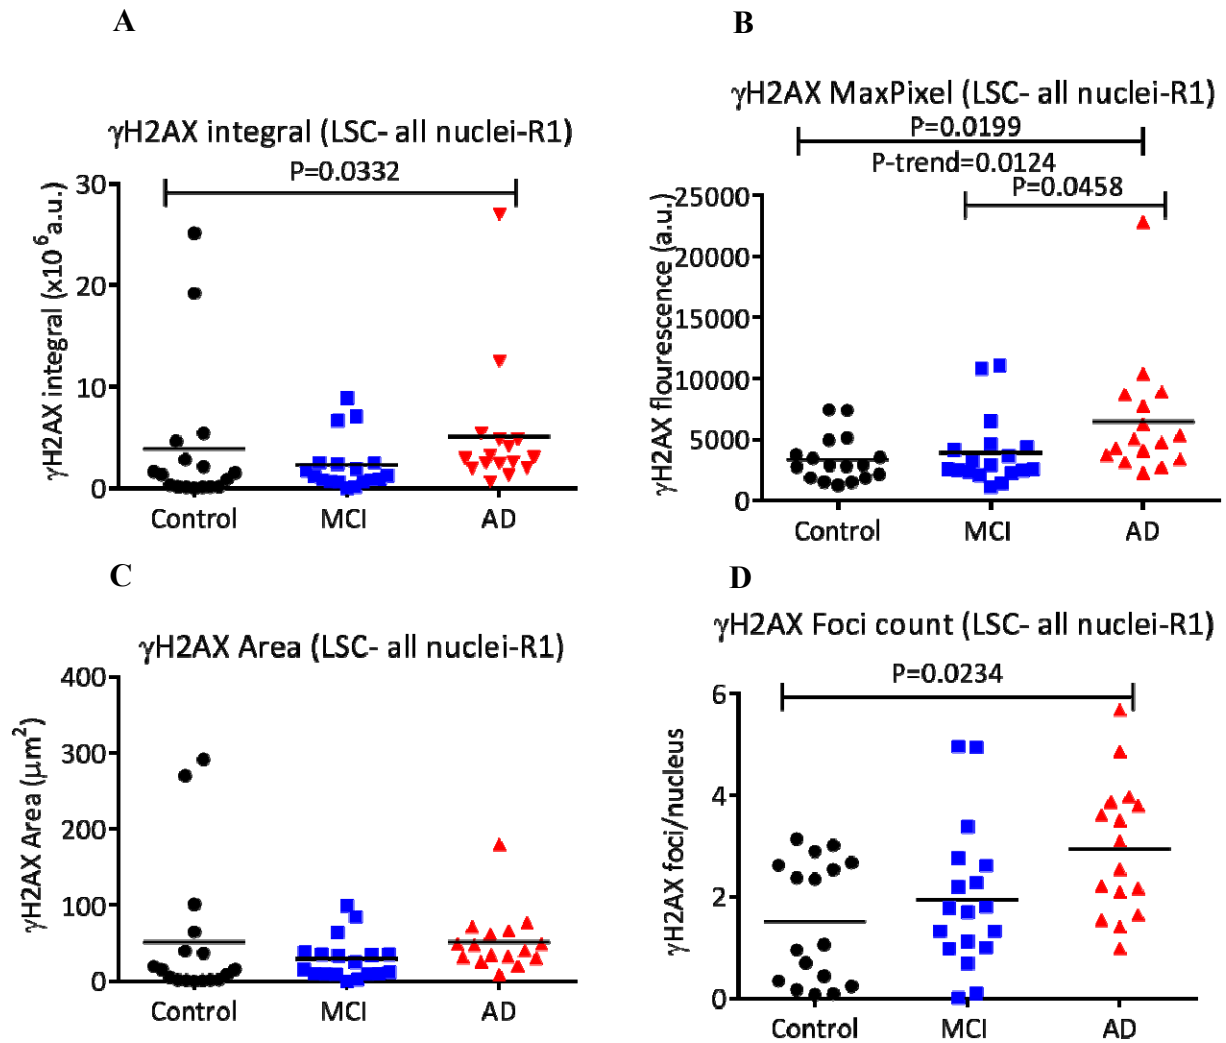 A
γH2AX integral (LSC- all nuclei-R1)
P=0.0332
γH2AX integral (x10⁶a.u.)
30
20
10
0
Control MCI AD
B
γH2AX MaxPixel (LSC- all nuclei-R1)
P=0.0199
P-trend=0.0124
P=0.0458
γH2AX flourescence (a.u.)
25000
20000
15000
10000
5000
0
Control MCI AD
C
γH2AX Area (LSC- all nuclei-R1)
γH2AX Area (μm²)
400
300
200
100
0
Control MCI AD
D
γH2AX Foci count (LSC- all nuclei-R1)
P=0.0234
γH2AX foci/nucleus
6
4
2
0
Control MCI AD